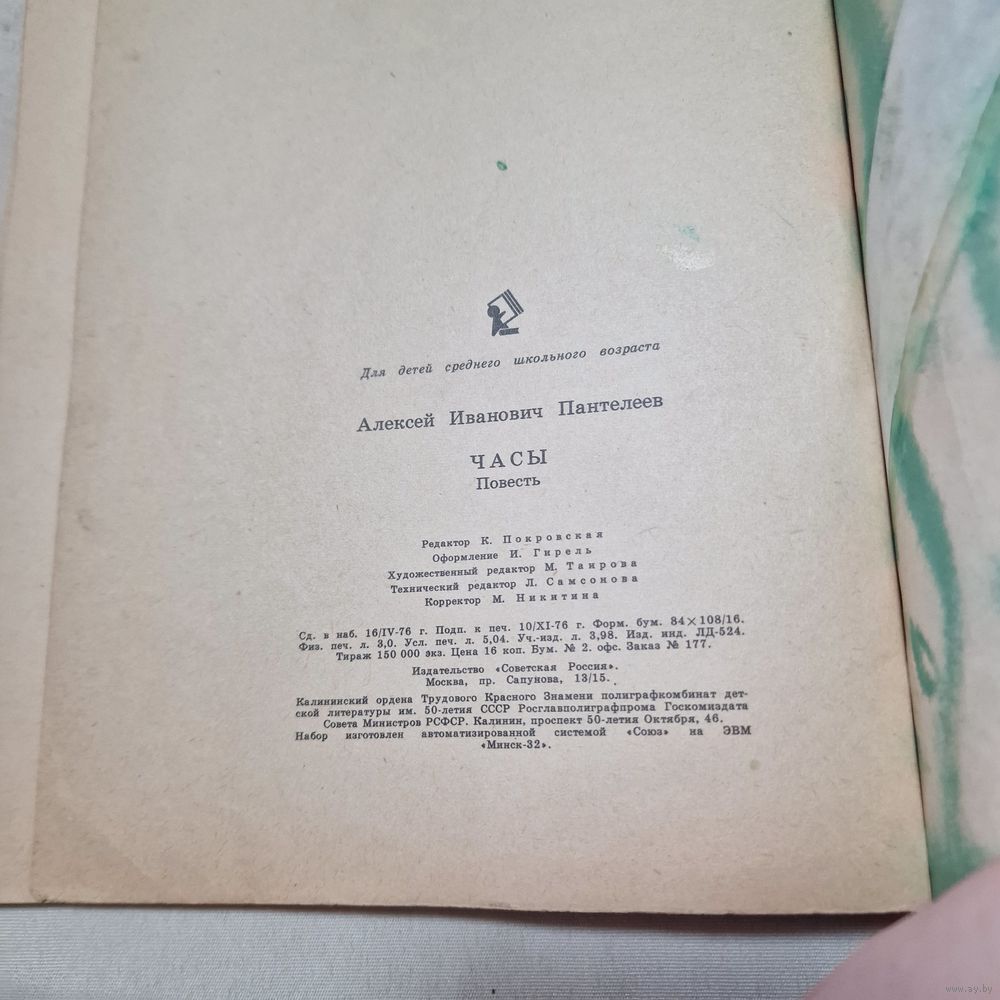 Для детей среднего школьного возраста
Алексей Иванович Пантелеев
ЧАСЫ
Повесть
Редактор К. Покровская
Оформление И. Гирель
Художественный редактор М. Таирова
Технический редактор Л. Самсонова
Корректор М. Никитина
Сд. в наб. 16/IV-76 г. Подп. к печ. 10/XI-76 г. Форм. бум. 84×108/16.
Физ. печ. л. 3,0. Усл. печ. л. 5,04. Уч.-изд. л. 3,98. Изд. инд. ЛД-524.
Тираж 150 000 экз. Цена 16 коп. Бум. № 2. офс. Заказ № 177.
Издательство «Советская Россия».
Москва, пр. Сапунова, 13/15.
Калининский ордена Трудового Красного Знамени полиграфкомбинат дет-
ской литературы им. 50-летия СССР Росглавполиграфпрома Госкомиздата
Совета Министров РСФСР. Калинин, проспект 50-летия Октября, 46.
Набор изготовлен автоматизированной системой «Союз» на ЭВМ
«Минск-32».
www.ay.by